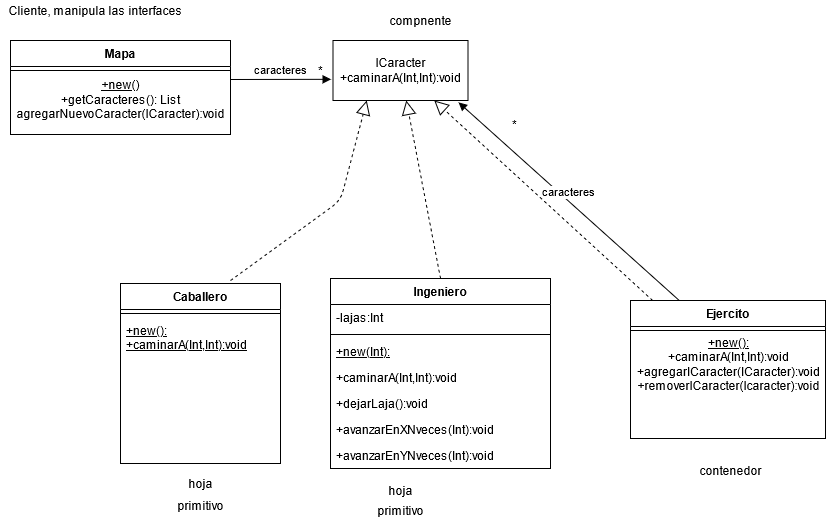 Cliente, manipula las interfaces
compnente
Mapa
+new()
+getCaracteres(): List
agregarNuevoCaracter(ICaracter):void
caracteres
*
ICaracter
+caminarA(Int,Int):void
*
caracteres
Caballero
+new():
+caminarA(Int,Int):void
hoja
primitivo
Ingeniero
-lajas:Int
+new(Int):
+caminarA(Int,Int):void
+dejarLaja():void
+avanzarEnXNveces(Int):void
+avanzarEnYNveces(Int):void
hoja
primitivo
Ejercito
+new():
+caminarA(Int,Int):void
+agregarICaracter(ICaracter):void
+removerICaracter(Icaracter):void
contenedor